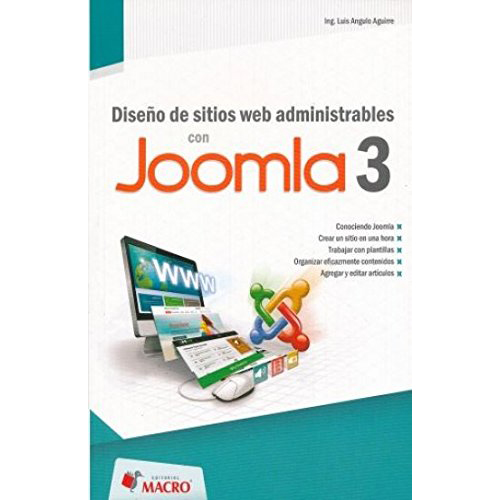 Ing. Luis Angulo Aguirre
Diseño de sitios web administrables
con
Joomla 3
Conociendo Joomla
Crear un sitio en una hora
Trabajar con plantillas
Organizar eficazmente contenidos
Agregar y editar artículos
WWW
EDITORIAL
MACRO®